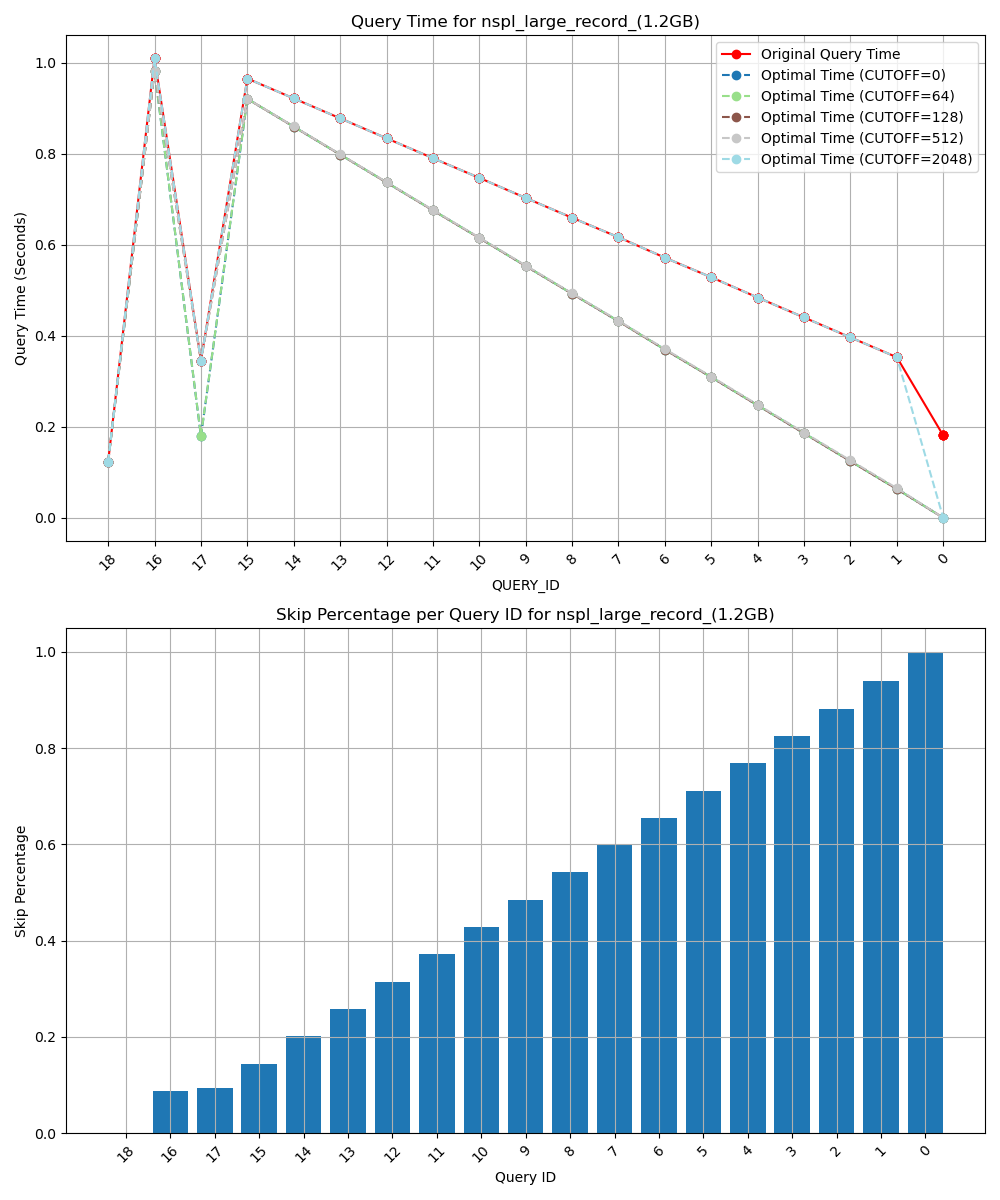 Query Time for nspl_large_record_(1.2GB)
Original Query Time
Optimal Time (CUTOFF=0)
Optimal Time (CUTOFF=64)
Optimal Time (CUTOFF=128)
Optimal Time (CUTOFF=512)
Optimal Time (CUTOFF=2048)
Query Time (Seconds)
1.0
0.8
0.6
0.4
0.2
0.0
18 16 17 15 14 13 12 11 10 9 8 7 6 5 4 3 2 1 0
QUERY_ID
Skip Percentage per Query ID for nspl_large_record_(1.2GB)
Skip Percentage
1.0
0.8
0.6
0.4
0.2
0.0
18 16 17 15 14 13 12 11 10 9 8 7 6 5 4 3 2 1 0
Query ID